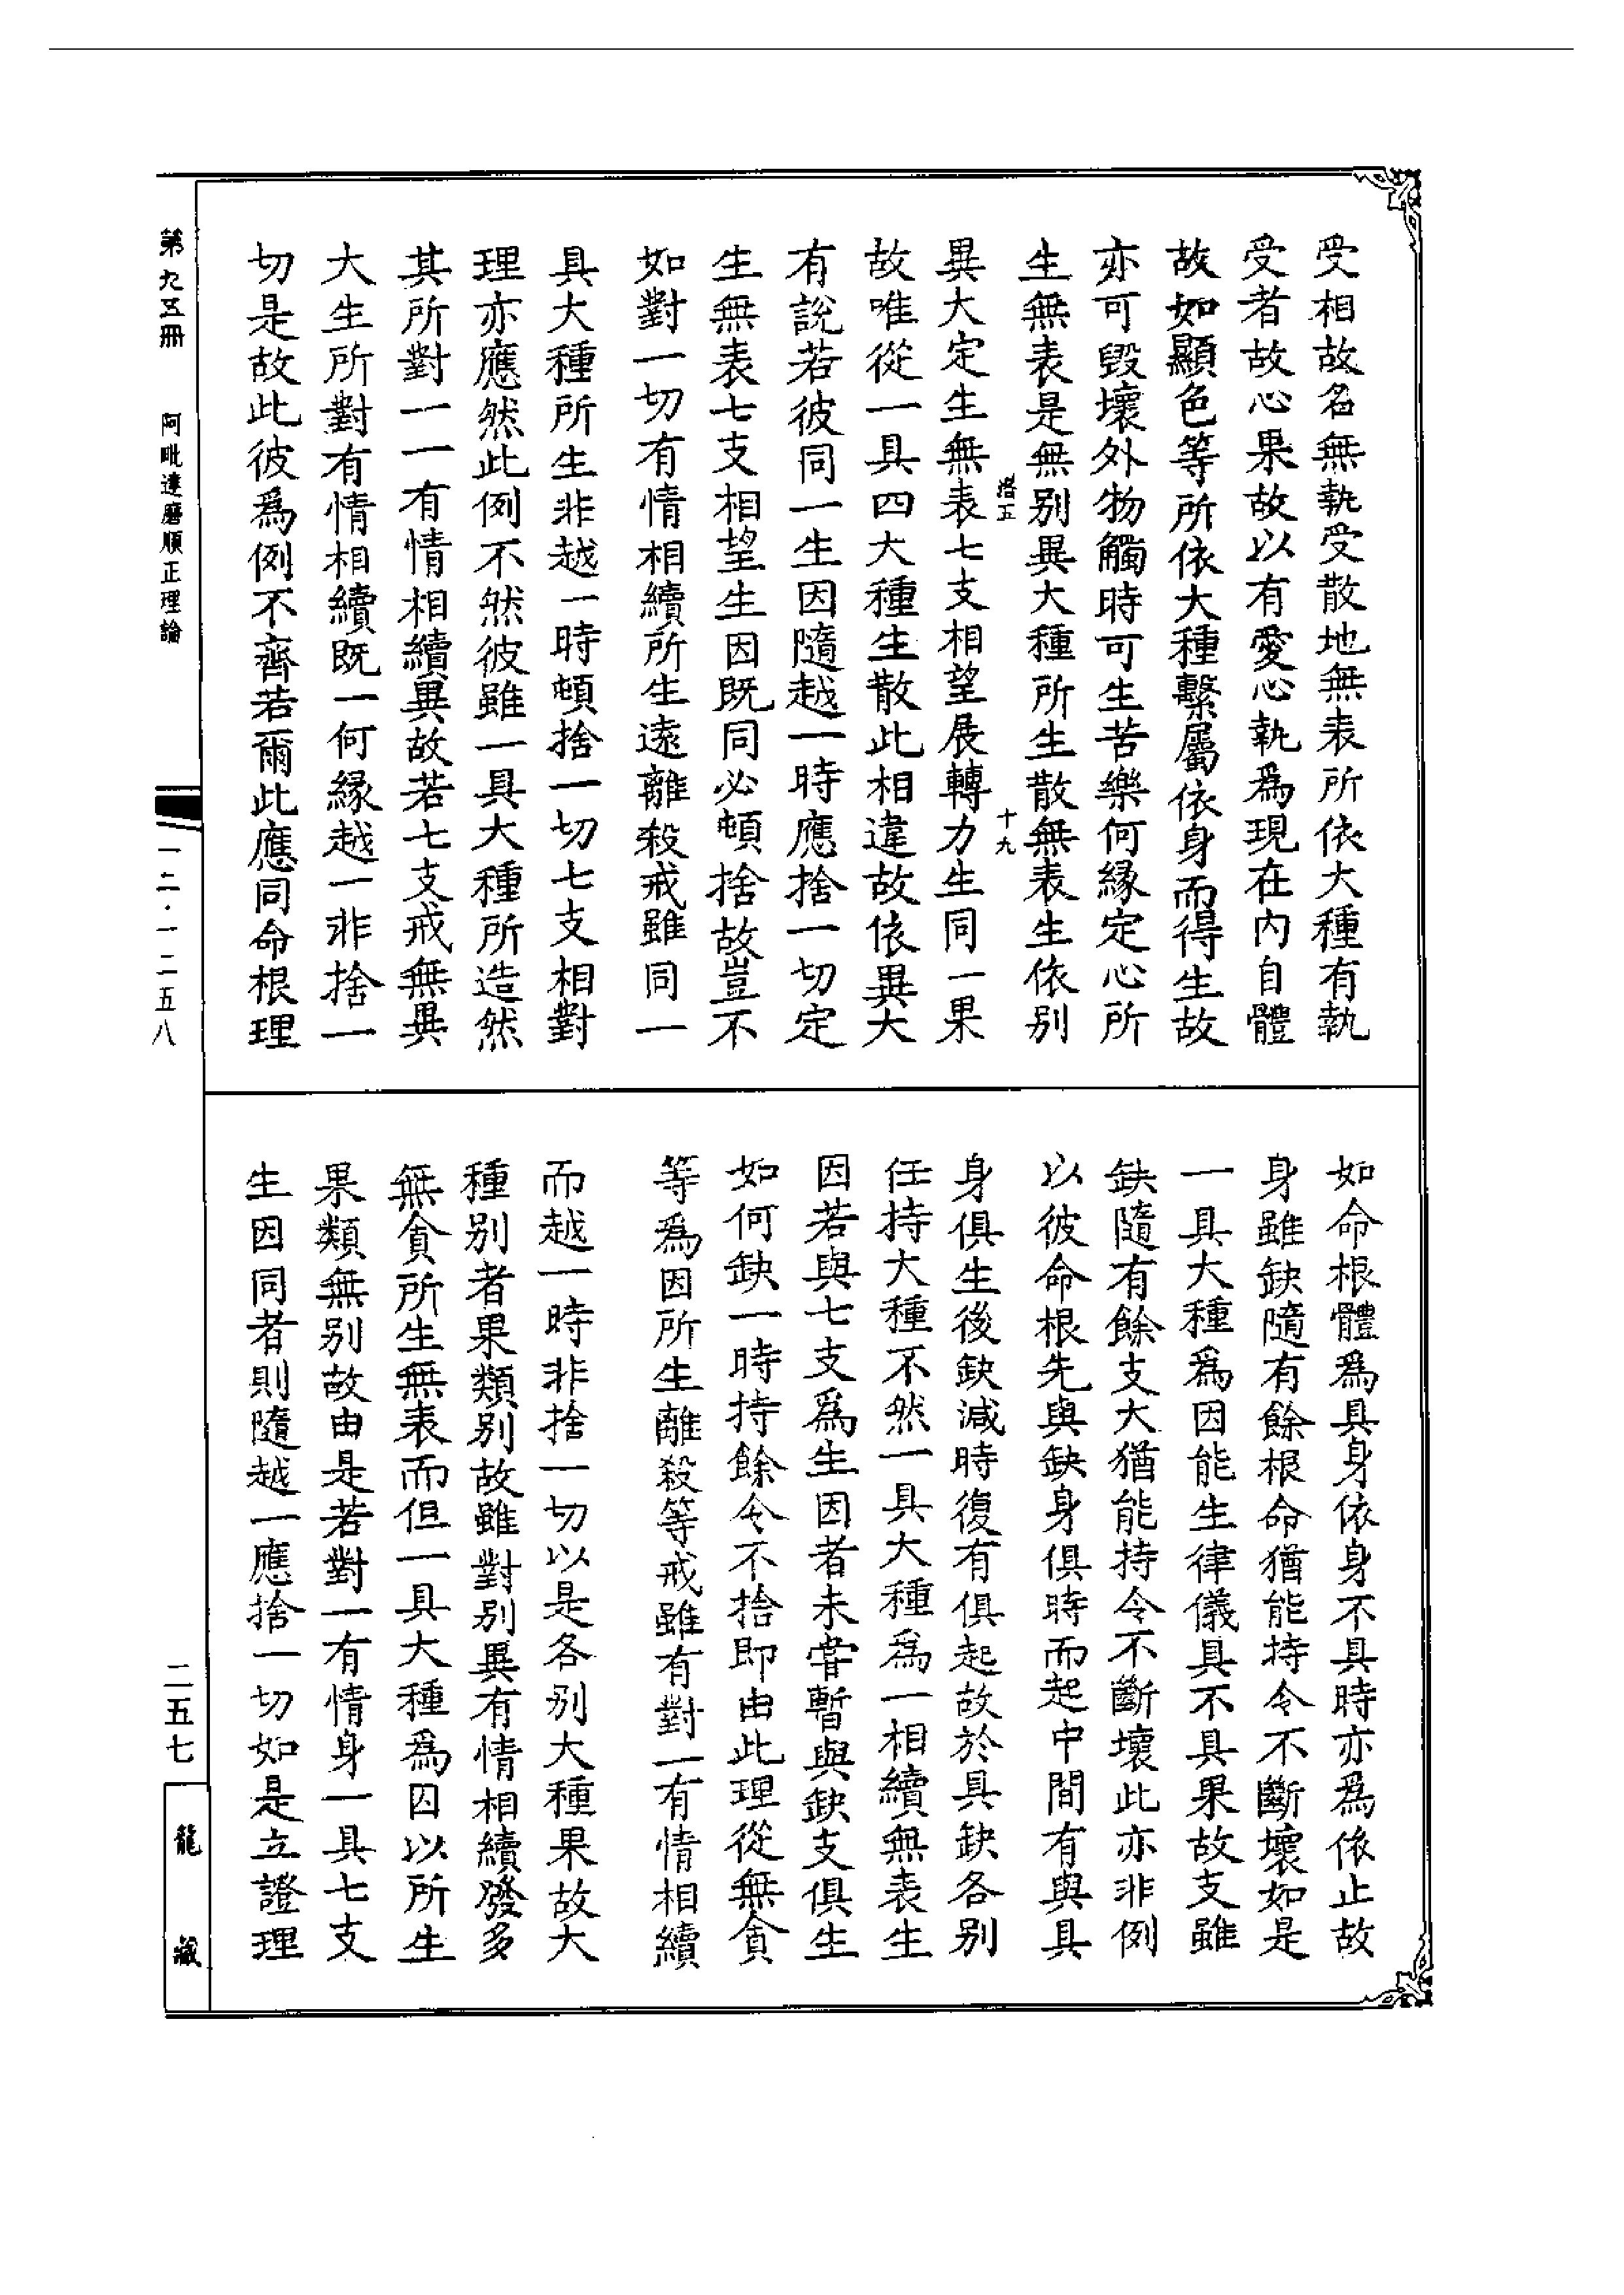 受相故名無執受散地無表所依大種有執
受者故心果故以有愛心執爲現在內自體
故如顯色等所依大種繫屬依身而得生故
亦可毀壞外物觸時可生苦樂何緣定心所
生無表是無別異大種所生散無表生依別
十九
異大定生無表七支相望展轉力生同一果
故唯從一具四大種生散此相違故依異大
有說若彼同一生因隨越一時應捨一切定
生無表七支相望生因既同必頓捨故豈不
如對一切有情相續所生遠離殺戒雖同一
具大種所生非越一時頓捨一切七支相對
理亦應然此例不然彼雖一具大種所造然
其所對一一有情相續異故若七支戒無異
大生所對有情相續既一何緣越一非捨一
切是故此彼爲例不齊若爾此應同命根理
如命根體爲具身依身不具時亦爲依止故
身雖缺隨有餘根命猶能持令不斷壞如是
一具大種爲因能生律儀具不具果故支雖
缺隨有餘支大猶能持令不斷壞此亦非例
以彼命根先與缺身俱時而起中間有與具
身俱生後缺減時復有俱起故於具缺各別
任持大種不然一具大種爲一相續無表生
因若與七支爲生因者未嘗暫與缺支俱生
如何缺一時持餘令不捨即由此理從無貪
等爲因所生離殺等戒雖有對一有情相續
而越一時非捨一切以是各別大種果故大
種別者果類別故雖對別異有情相續發多
無貪所生無表而但一具大種爲因以所生
果類無別故由是若對一有情身一具七支
生因同者則隨越一應捨一切如是立證理
第九五冊
阿毗達磨順正理論
一二·一二五八
二五七
龍藏